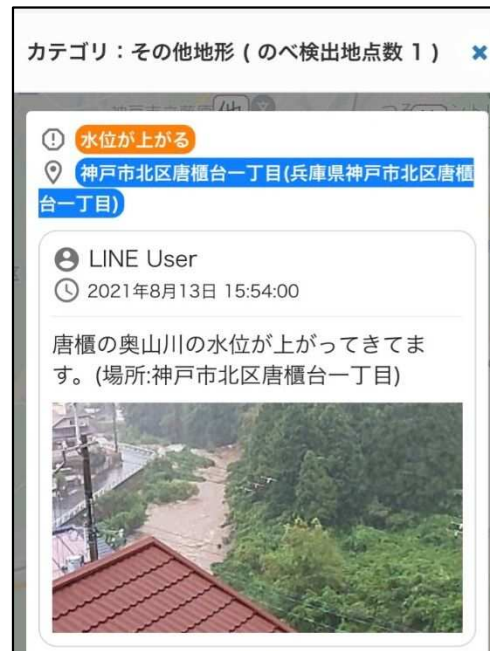 カテゴリ：その他地形 ( のべ検出地点数 1 )
水位が上がる
神戸市北区唐櫃台一丁目(兵庫県神戸市北区唐櫃
台一丁目)
LINE User
2021年8月13日 15:54:00
唐櫃の奥山川の水位が上がってきてま
す。(場所:神戸市北区唐櫃台一丁目)